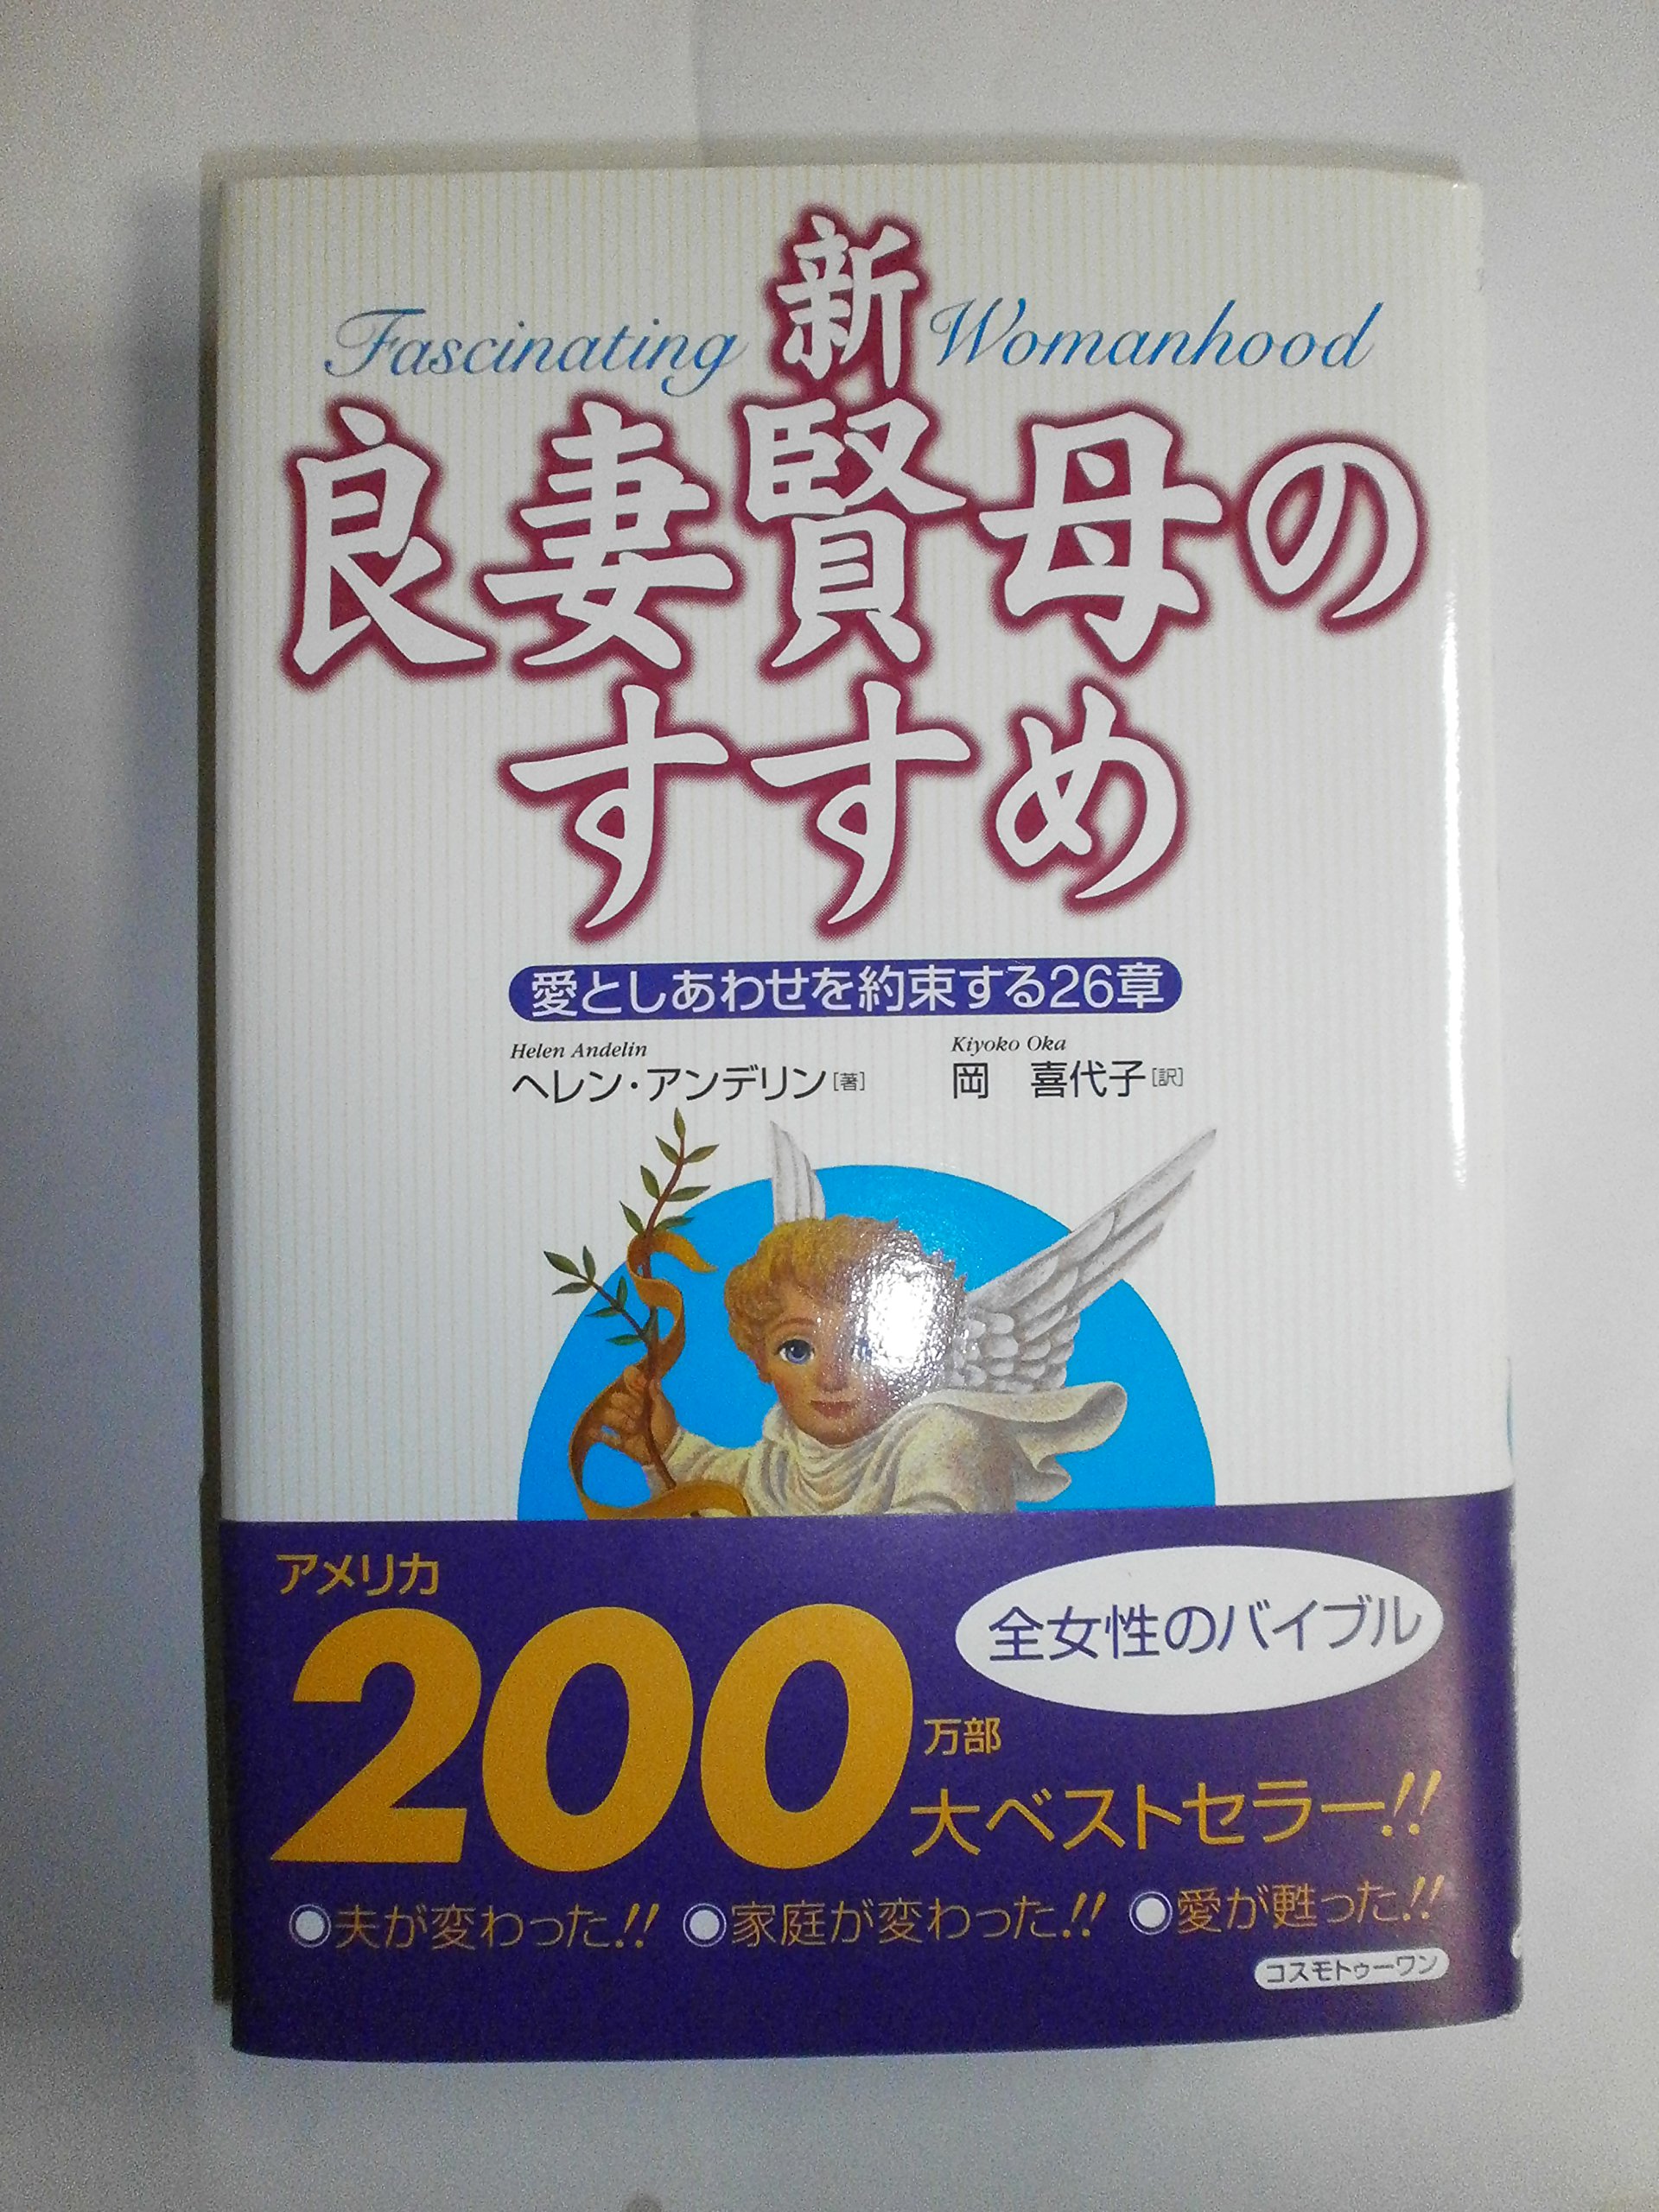 新
Fascinating Womanhood
良妻賢母の
すすめ
愛としあわせを約束する26章
Helen Andelin
ヘレン・アンデリン[著]
Kiyoko Oka
岡 喜代子[訳]
アメリカ
200万部
大ベストセラー!!
全女性のバイブル
◉夫が変わった!! ◉家庭が変わった!! ◉愛が甦った!!
コスモトゥーワン